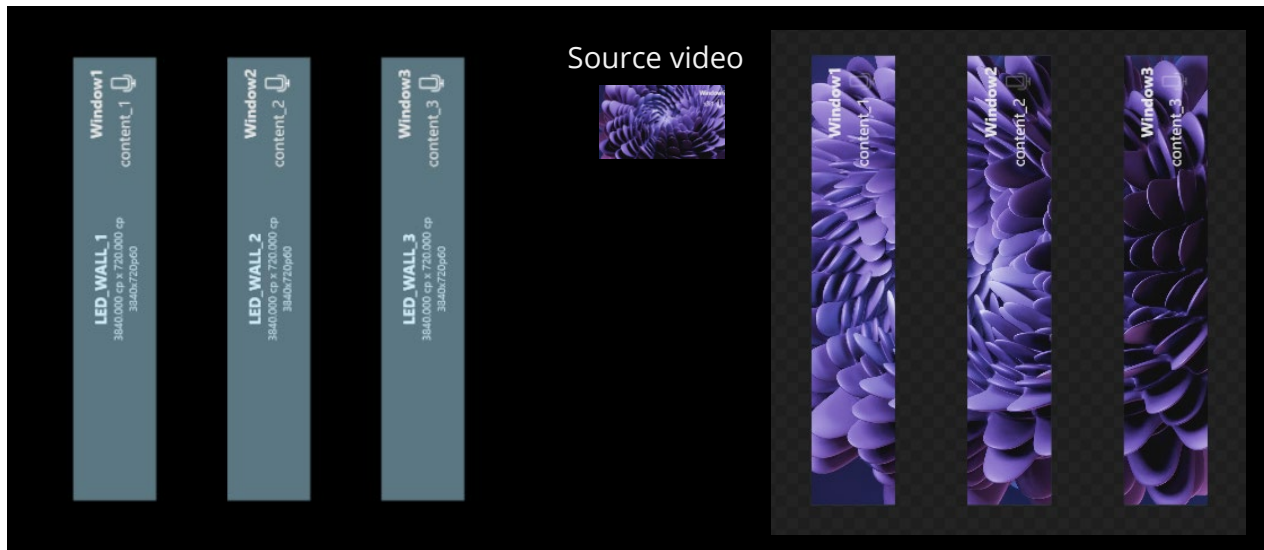 Window1
content_1
LED_WALL_1
3840.000 cp x 720.000 cp
3840x720p60
Window2
content_2
LED_WALL_2
3840.000 cp x 720.000 cp
3840x720p60
Window3
content_3
LED_WALL_3
3840.000 cp x 720.000 cp
3840x720p60
Source video
Window1
content_1
Window2
content_2
Window3
content_3